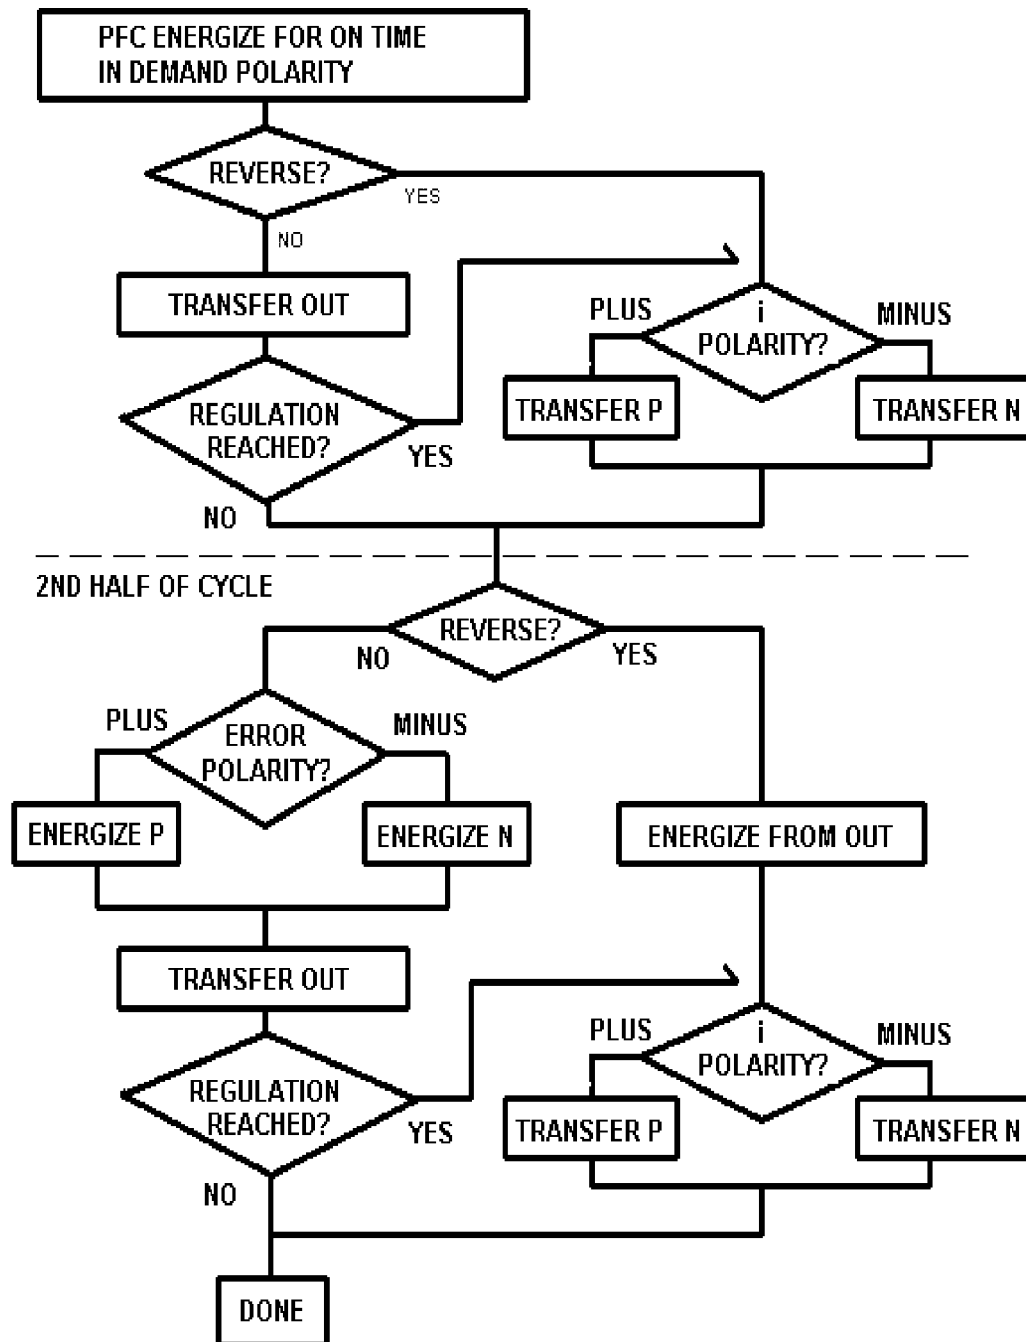 PFC ENERGIZE FOR ON TIME
IN DEMAND POLARITY
REVERSE?
YES
NO
TRANSFER OUT
PLUS
i
MINUS
POLARITY?
REGULATION
REACHED?
YES
TRANSFER P
TRANSFER N
NO
2ND HALF OF CYCLE
REVERSE?
NO
YES
PLUS
MINUS
ERROR
POLARITY?
ENERGIZE P
ENERGIZE N
ENERGIZE FROM OUT
TRANSFER OUT
PLUS
i
MINUS
POLARITY?
REGULATION
REACHED?
YES
TRANSFER P
TRANSFER N
NO
DONE